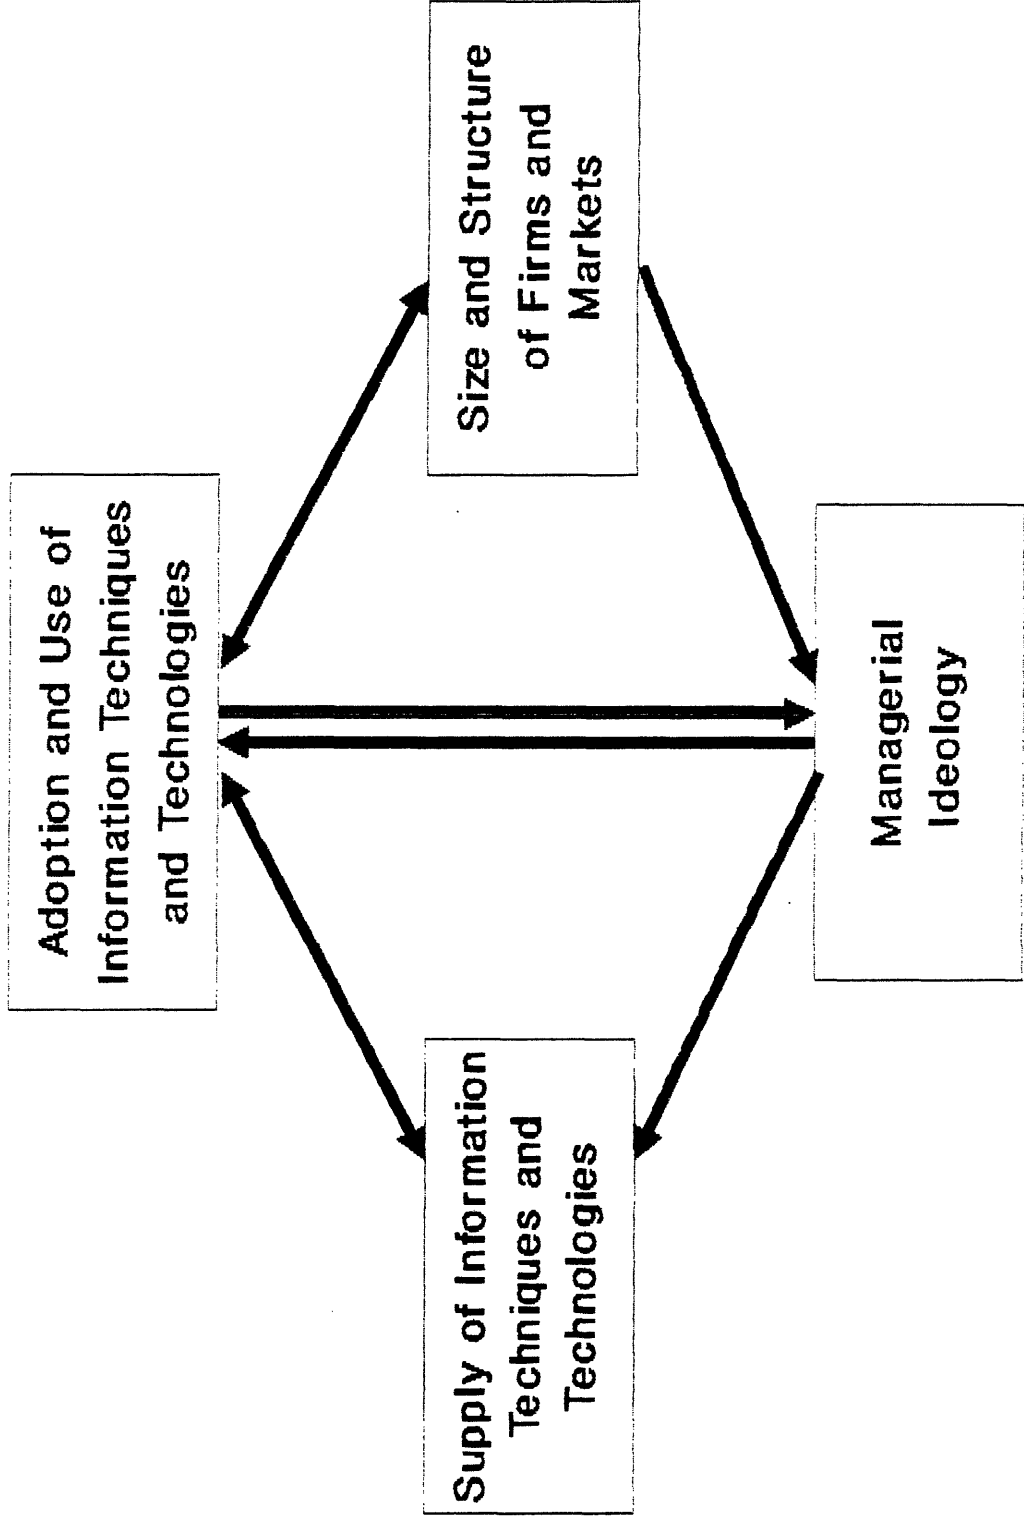 Adoption and Use of
Information Techniques
and Technologies
Supply of Information
Techniques and
Technologies
Size and Structure
of Firms and
Markets
Managerial
Ideology